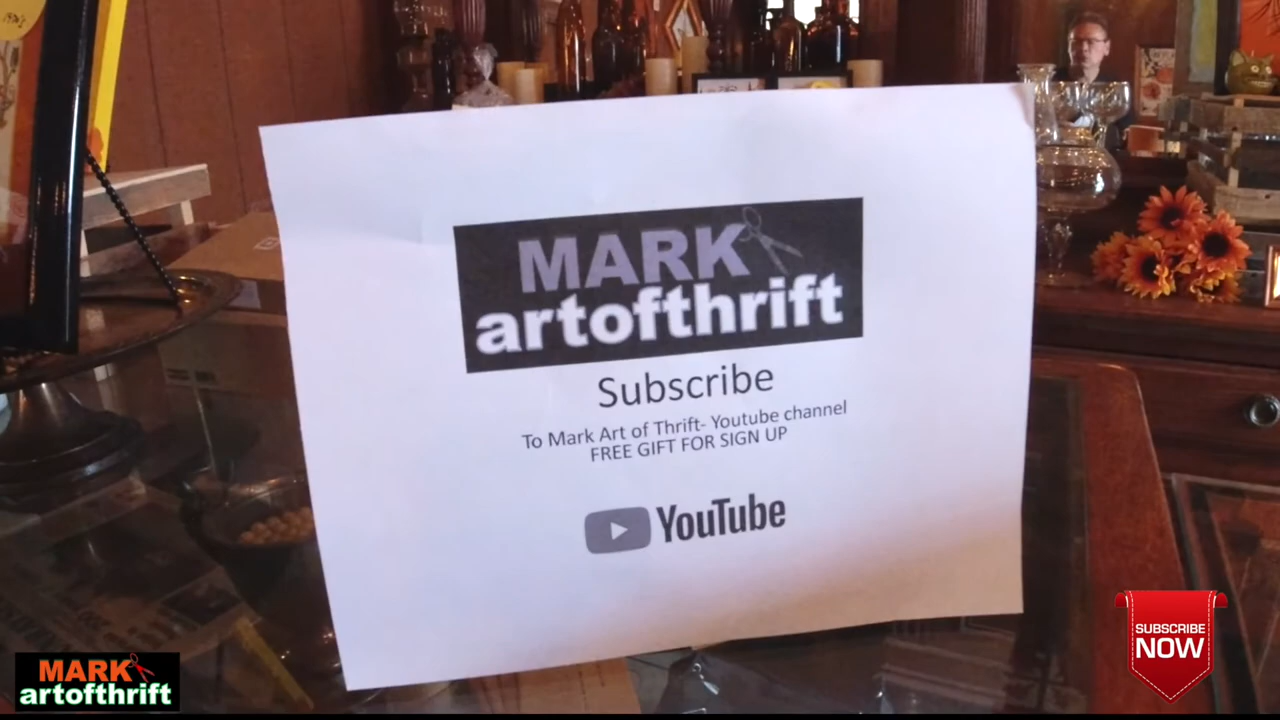 MARK
artofthrift
Subscribe
To Mark Art of Thrift- Youtube channel
FREE GIFT FOR SIGN UP
YouTube
MARK
artofthrift
SUBSCRIBE
NOW